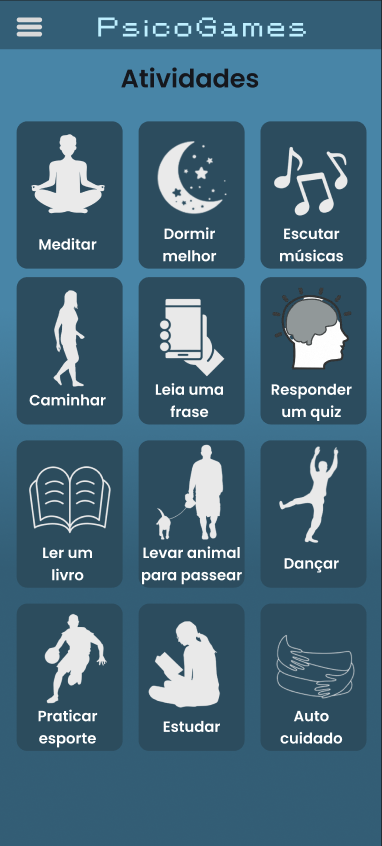 PsicoGames
Atividades
Meditar
Dormir
melhor
Escutar
músicas
Caminhar
Leia uma
frase
Responder
um quiz
Ler um
livro
Levar animal
para passear
Dançar
Praticar
esporte
Estudar
Auto
cuidado